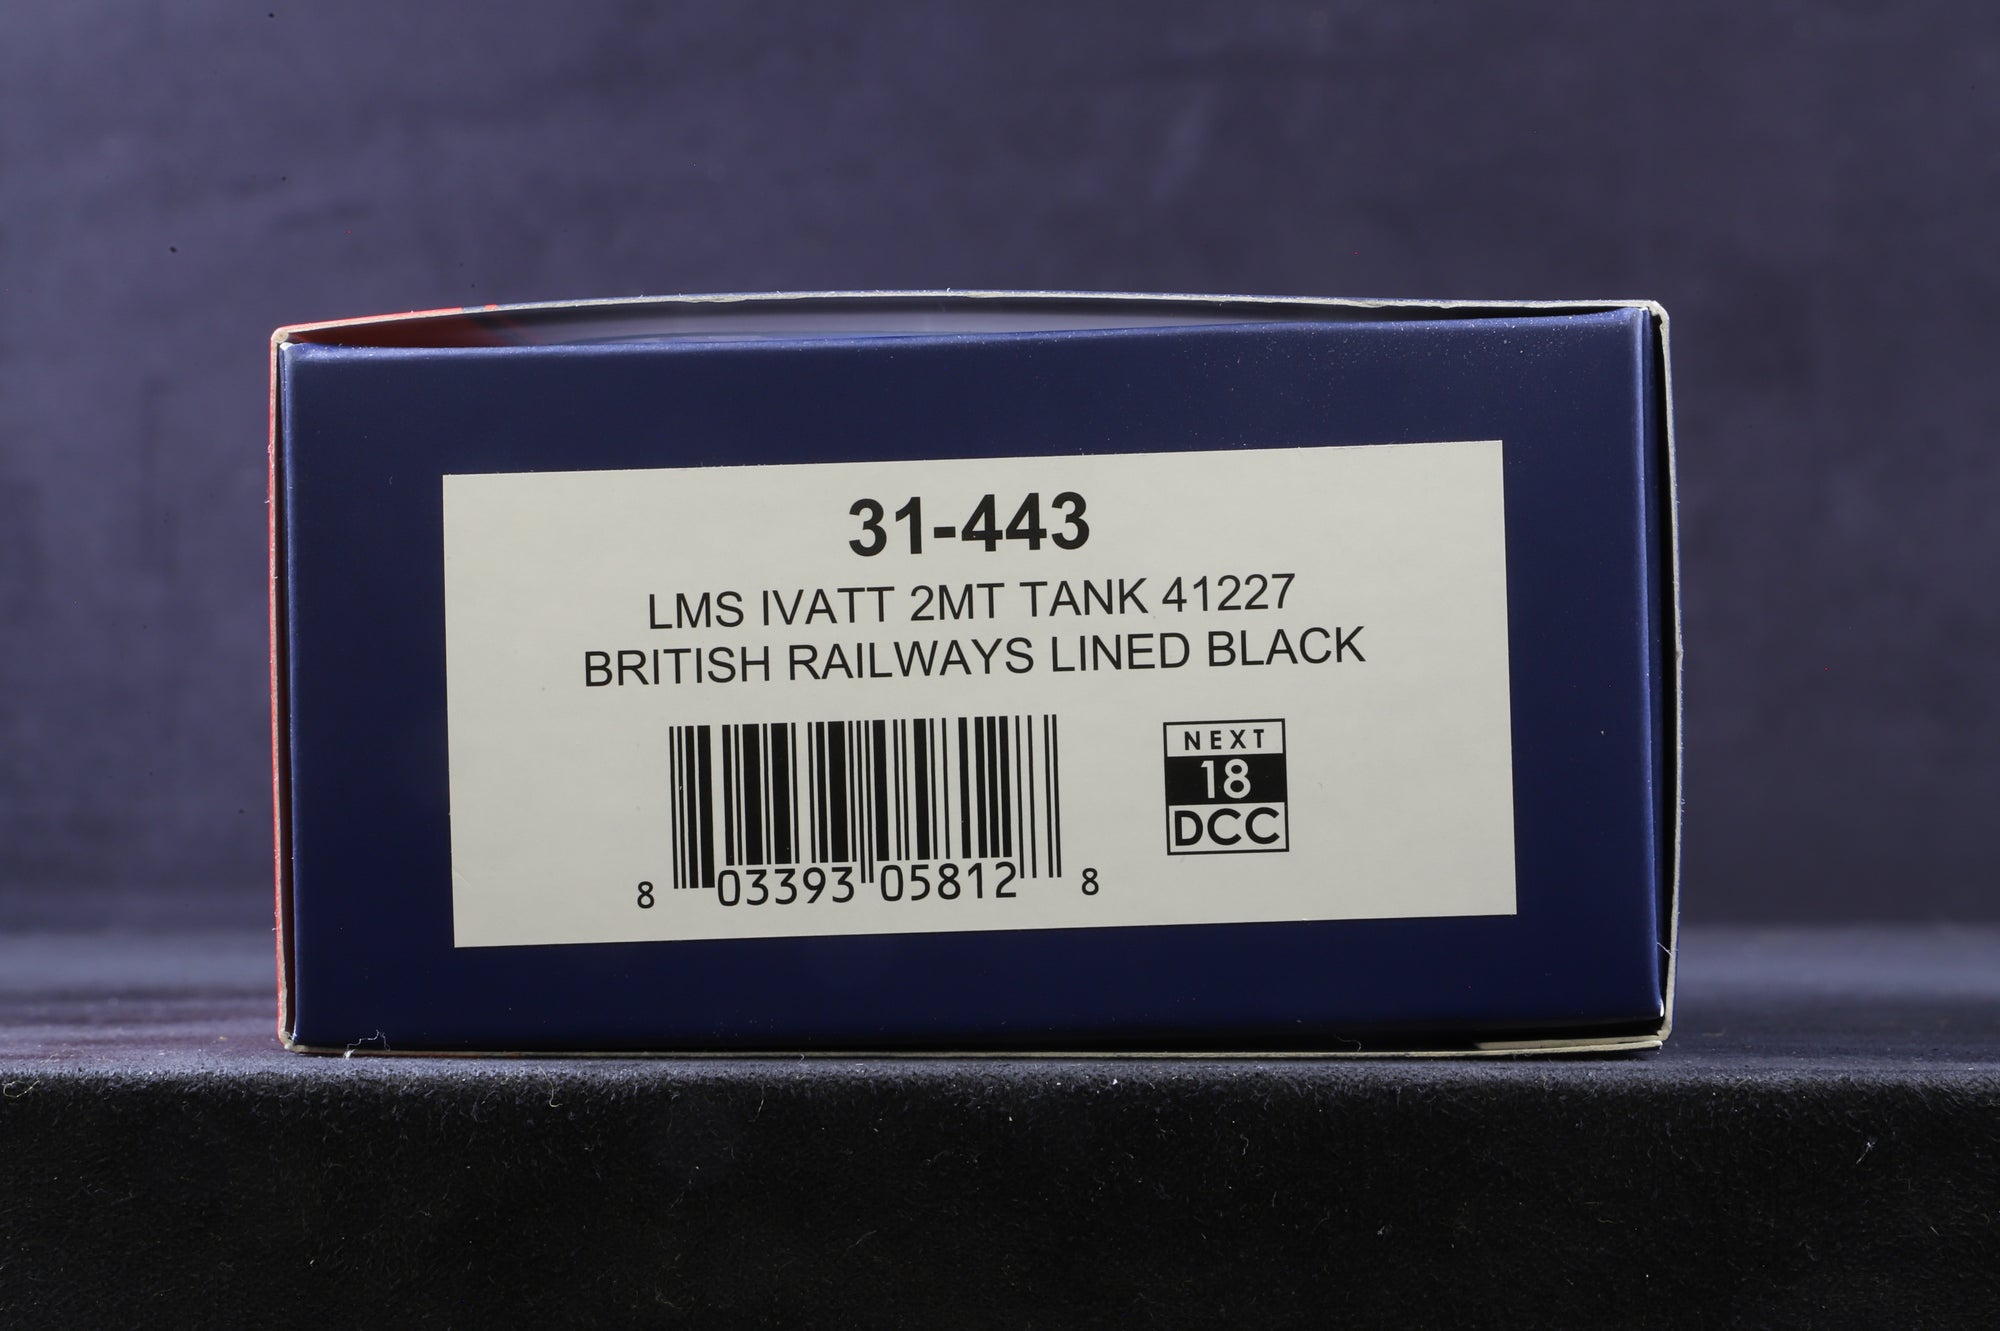 31-443
LMS IVATT 2MT TANK 41227
BRITISH RAILWAYS LINED BLACK
NEXT
18
DCC
8 03393 05812 8